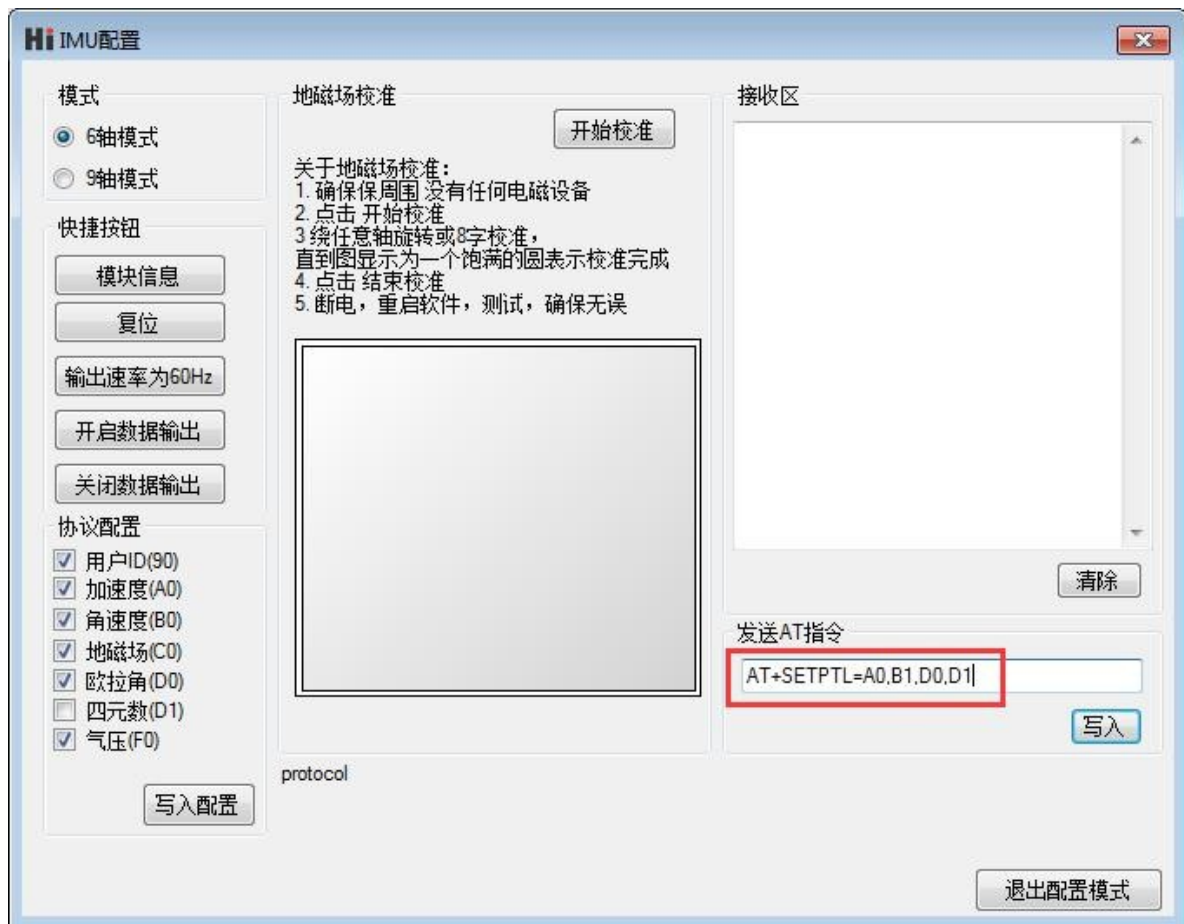 Hi IMU配置
模式
6轴模式
9轴模式
快捷按钮
模块信息
复位
输出速率为60Hz
开启数据输出
关闭数据输出
协议配置
用户ID(90)
加速度(A0)
角速度(B0)
地磁场(C0)
欧拉角(D0)
四元数(D1)
气压(F0)
写入配置
地磁场校准
开始校准
关于地磁场校准:
1. 确保保周围 没有任何电磁设备
2. 点击 开始校准
3 绕任意轴旋转或8字校准,
直到图显示为一个饱满的圆表示校准完成
4. 点击 结束校准
5. 断电，重启软件，测试，确保无误
protocol
接收区
清除
发送AT指令
AT+SETPTL=A0,B1,D0,D1
写入
退出配置模式